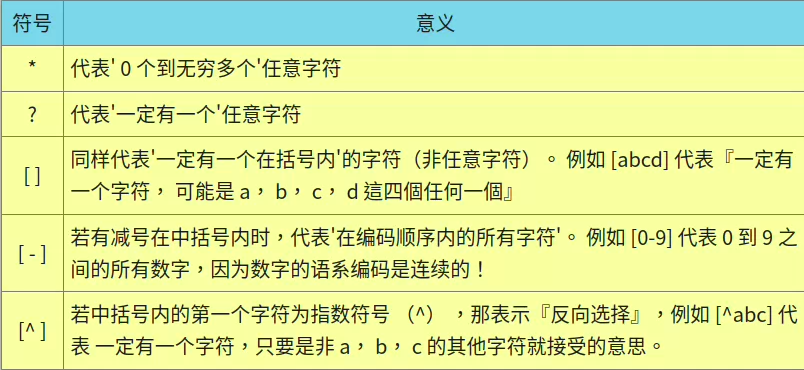 符号 意义
* 代表' 0 个到无穷多个'任意字符
? 代表'一定有一个'任意字符
[ ] 同样代表'一定有一个在括号内'的字符（非任意字符）。 例如 [abcd] 代表『一定有
一个字符， 可能是 a， b， c， d 這四個任何一個』
[ - ] 若有减号在中括号内时，代表'在编码顺序内的所有字符'。 例如 [0-9] 代表 0 到 9 之
间的所有数字，因为数字的语系编码是连续的！
[^ ] 若中括号内的第一个字符为指数符号 （^） ，那表示『反向选择』，例如 [^abc] 代
表 一定有一个字符，只要是非 a， b， c 的其他字符就接受的意思。